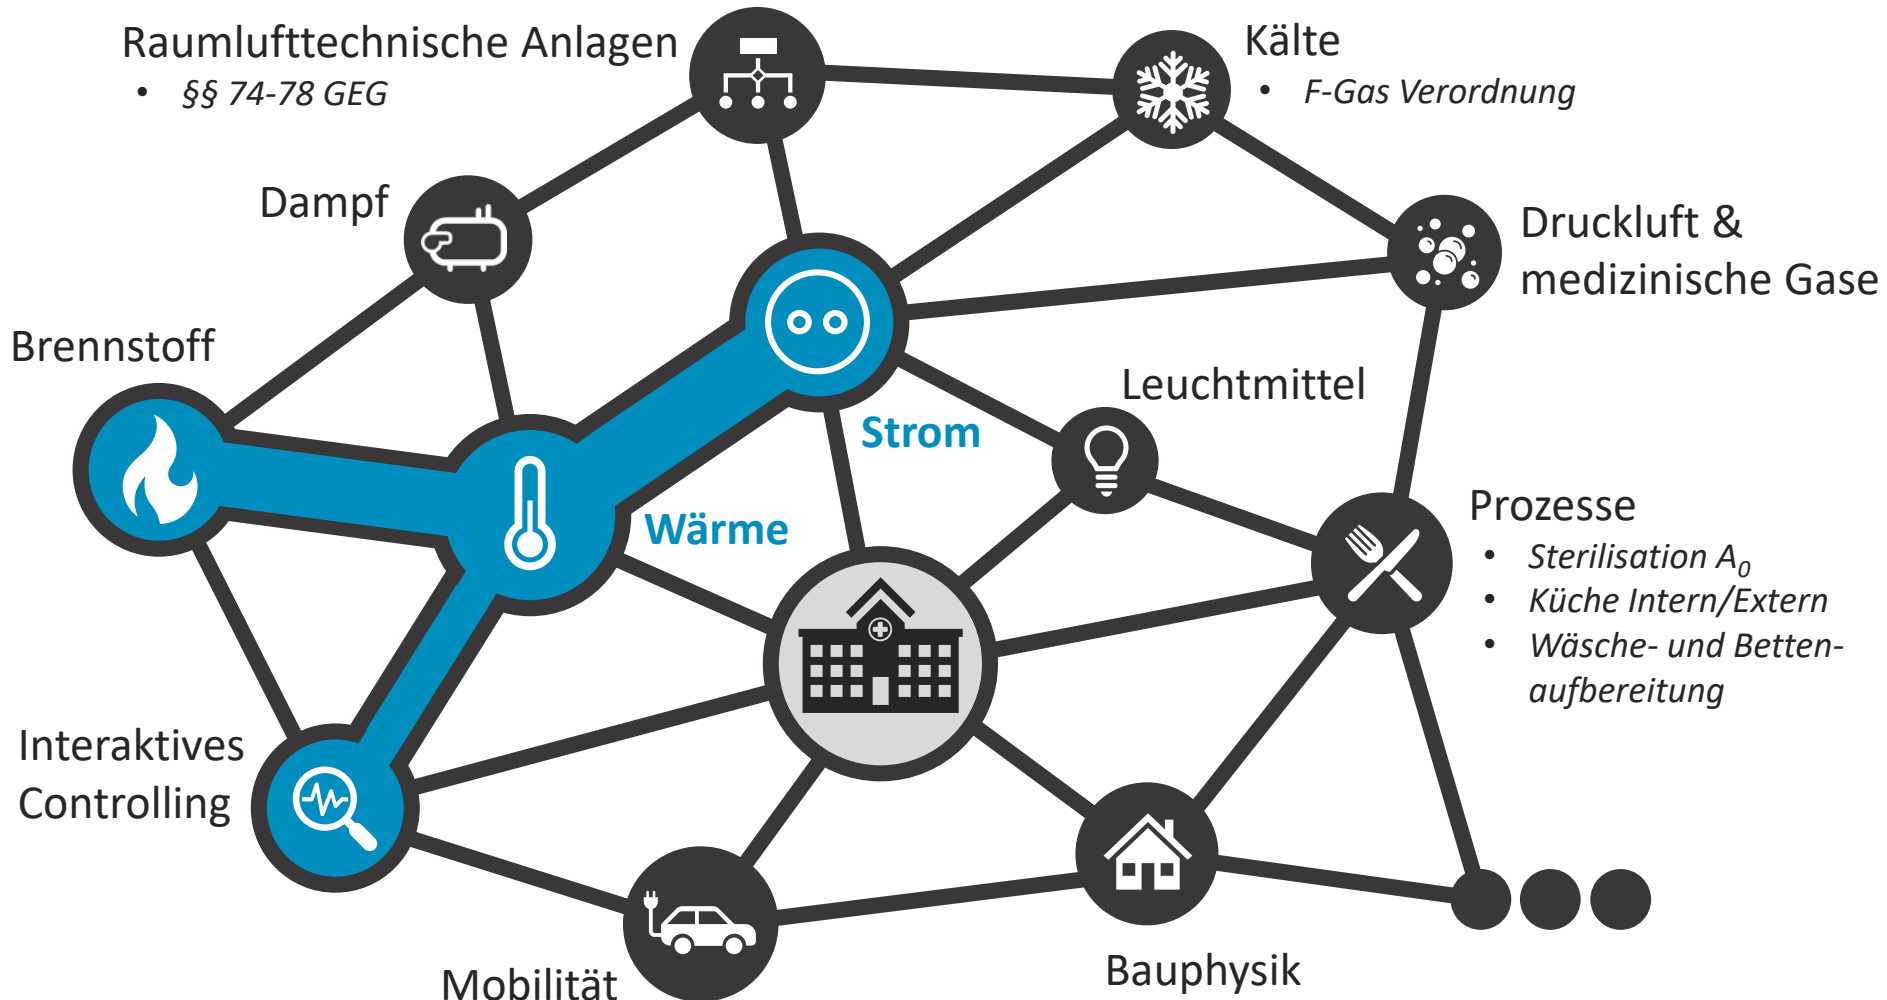 Raumlufttechnische Anlagen
• §§ 74-78 GEG
Kälte
• F-Gas Verordnung
Dampf
Druckluft &
medizinische Gase
Brennstoff
Leuchtmittel
Strom
Wärme
Prozesse
• Sterilisation A₀
• Küche Intern/Extern
• Wäsche- und Betten-
aufbereitung
Interaktives
Controlling
Mobilität
Bauphysik